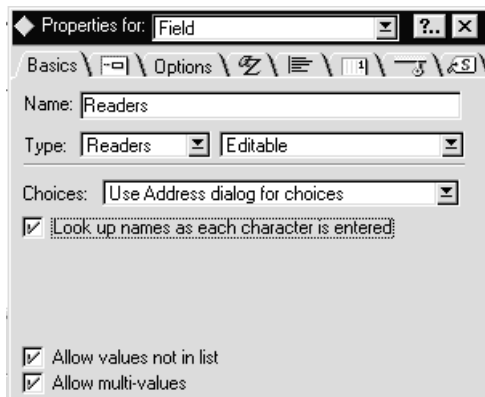 Properties for: Field ?..
Basics Options
Name: Readers
Type: Readers Editable
Choices: Use Address dialog for choices
Look up names as each character is entered
Allow values not in list
Allow multi-values